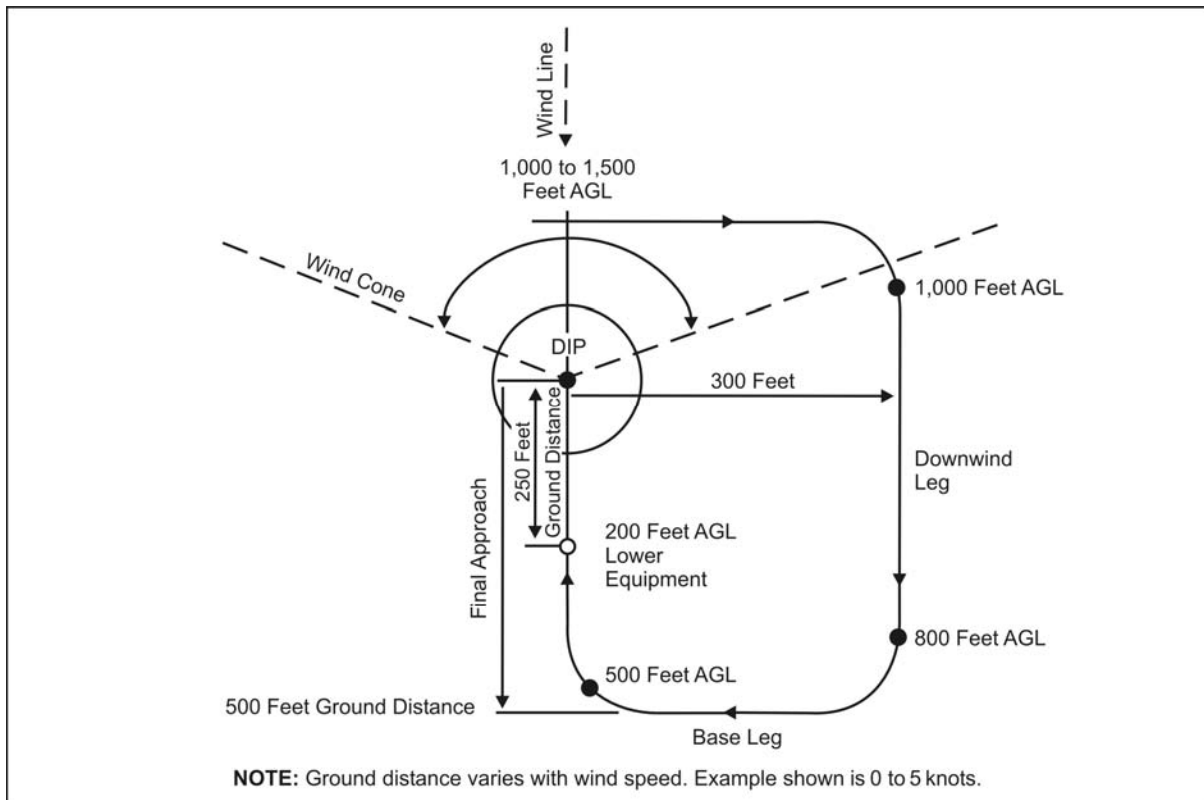 Wind Line
1,000 to 1,500
Feet AGL
Wind Cone
1,000 Feet AGL
DIP
300 Feet
250 Feet
Ground Distance
Downwind
Leg
Final Approach
200 Feet AGL
Lower
Equipment
800 Feet AGL
500 Feet AGL
500 Feet Ground Distance
Base Leg
NOTE: Ground distance varies with wind speed. Example shown is 0 to 5 knots.